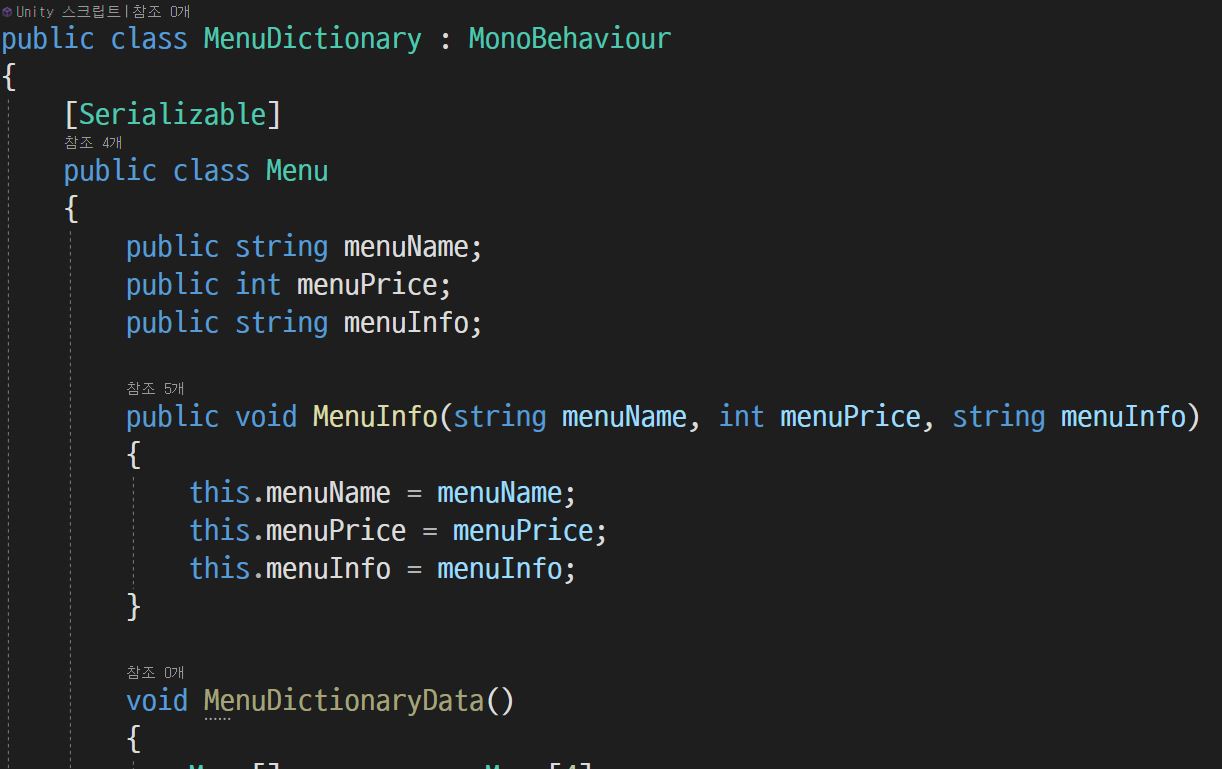 Unity 스크립트 | 참조 0개
public class MenuDictionary : MonoBehaviour
{
[Serializable]
참조 4개
public class Menu
{
public string menuName;
public int menuPrice;
public string menuInfo;
참조 5개
public void MenuInfo(string menuName, int menuPrice, string menuInfo)
{
this.menuName = menuName;
this.menuPrice = menuPrice;
this.menuInfo = menuInfo;
}
참조 0개
void MenuDictionaryData()
{